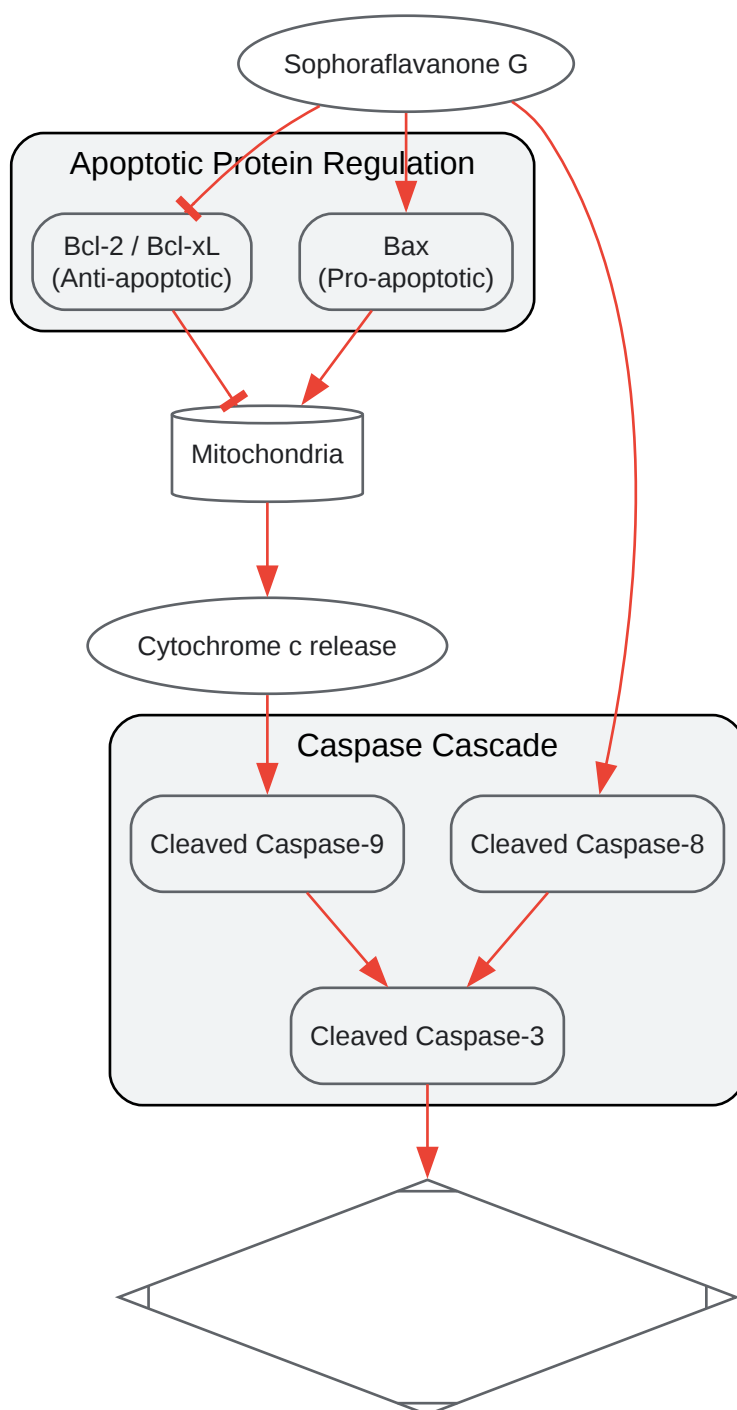 Sophoraflavanone G
Apoptotic Protein Regulation
Bcl-2 / Bcl-xL
(Anti-apoptotic)
Bax
(Pro-apoptotic)
Mitochondria
Cytochrome c release
Caspase Cascade
Cleaved Caspase-9
Cleaved Caspase-8
Cleaved Caspase-3